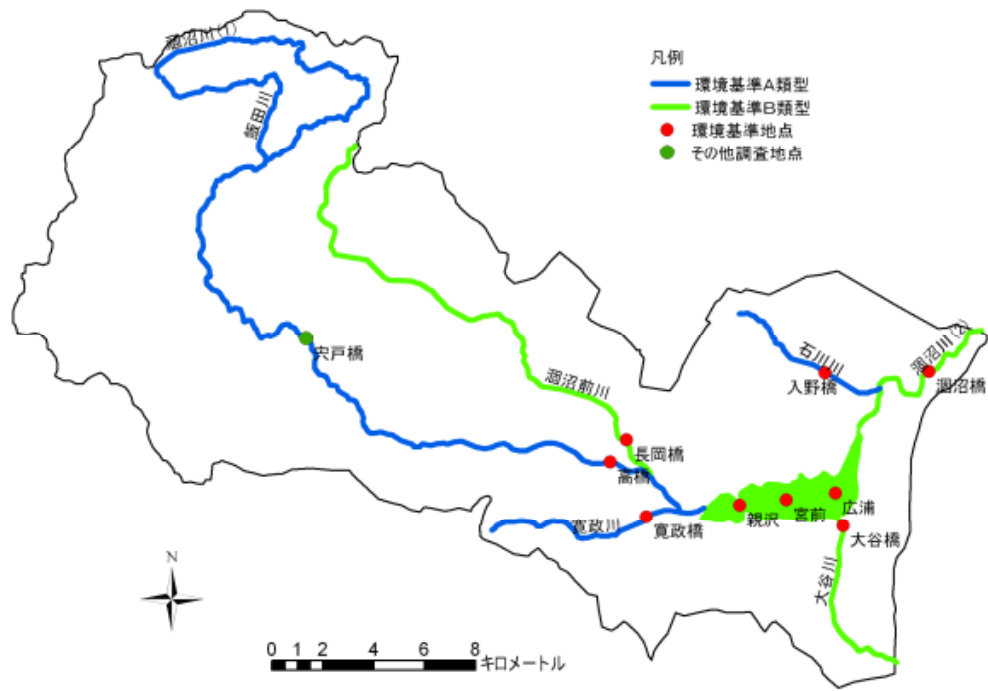 涸沼川(1)
凡例
環境基準A類型
環境基準B類型
環境基準地点
その他調査地点
飯田川
宍戸橋
涸沼前川
石川川
涸沼川(2)
入野橋
涸沼橋
長岡橋
高橋
親沢
宮前
広浦
寛政川
寛政橋
大谷橋
大谷川
N
0 1 2 4 6 8
キロメートル